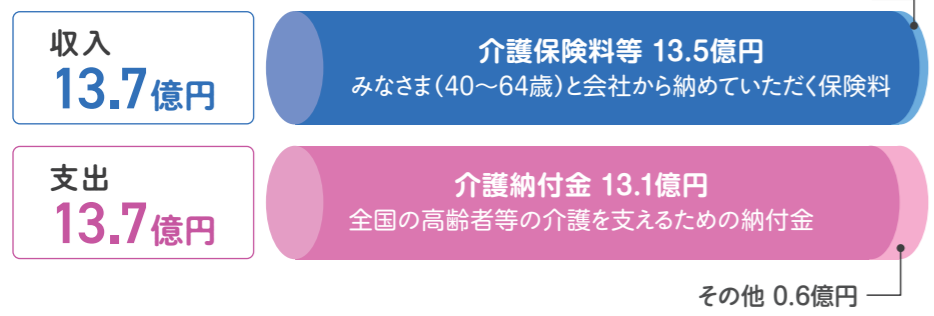 収入
13.7億円
介護保険料等 13.5億円
みなさま(40〜64歳)と会社から納めていただく保険料
支出
13.7億円
介護納付金 13.1億円
全国の高齢者等の介護を支えるための納付金
その他 0.6億円